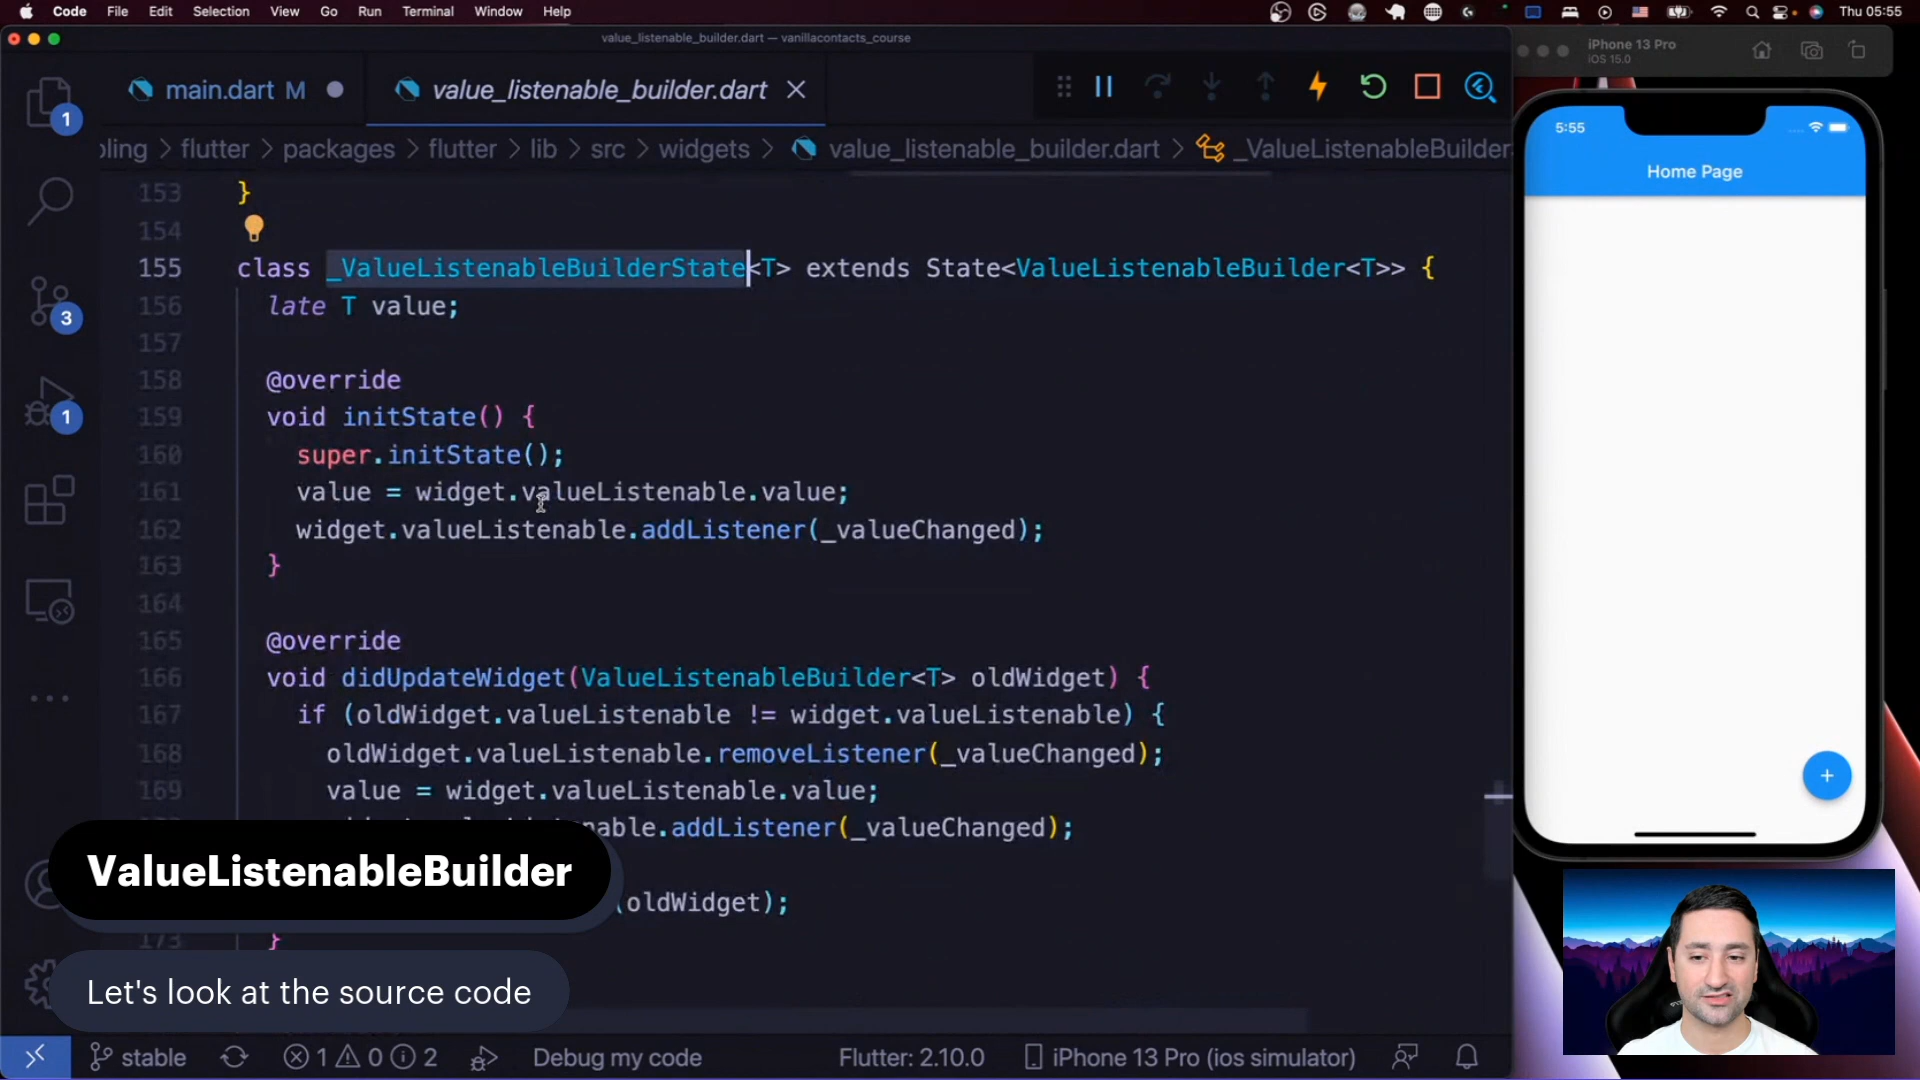 Code File Edit Selection View Go Run Terminal Window Help
Thu 05:55
value_listenable_builder.dart — vanillacontacts_course
iPhone 13 Pro
iOS 15.0
main.dart M
value_listenable_builder.dart
pling > flutter > packages > flutter > lib > src > widgets > value_listenable_builder.dart > _ValueListenableBuilder
153 }
154
155 class _ValueListenableBuilderState<T> extends State<ValueListenableBuilder<T>> {
156 late T value;
157
158 @override
159 void initState() {
160 super.initState();
161 value = widget.valueListenable.value;
162 widget.valueListenable.addListener(_valueChanged);
163 }
164
165 @override
166 void didUpdateWidget(ValueListenableBuilder<T> oldWidget) {
167 if (oldWidget.valueListenable != widget.valueListenable) {
168 oldWidget.valueListenable.removeListener(_valueChanged);
169 value = widget.valueListenable.value;
nable.addListener(_valueChanged);
(oldWidget);
173 }
1
3
1
5:55
Home Page
+
ValueListenableBuilder
Let's look at the source code
stable 1 0 2 Debug my code Flutter: 2.10.0 iPhone 13 Pro (ios simulator)